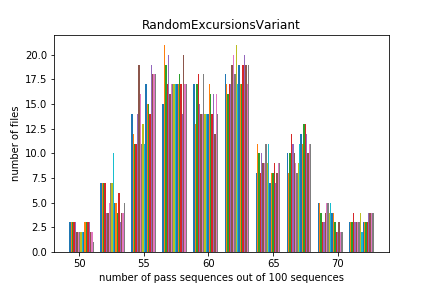 RandomExcursionsVariant
number of files
20.0
17.5
15.0
12.5
10.0
7.5
5.0
2.5
0.0
50 55 60 65 70
number of pass sequences out of 100 sequences